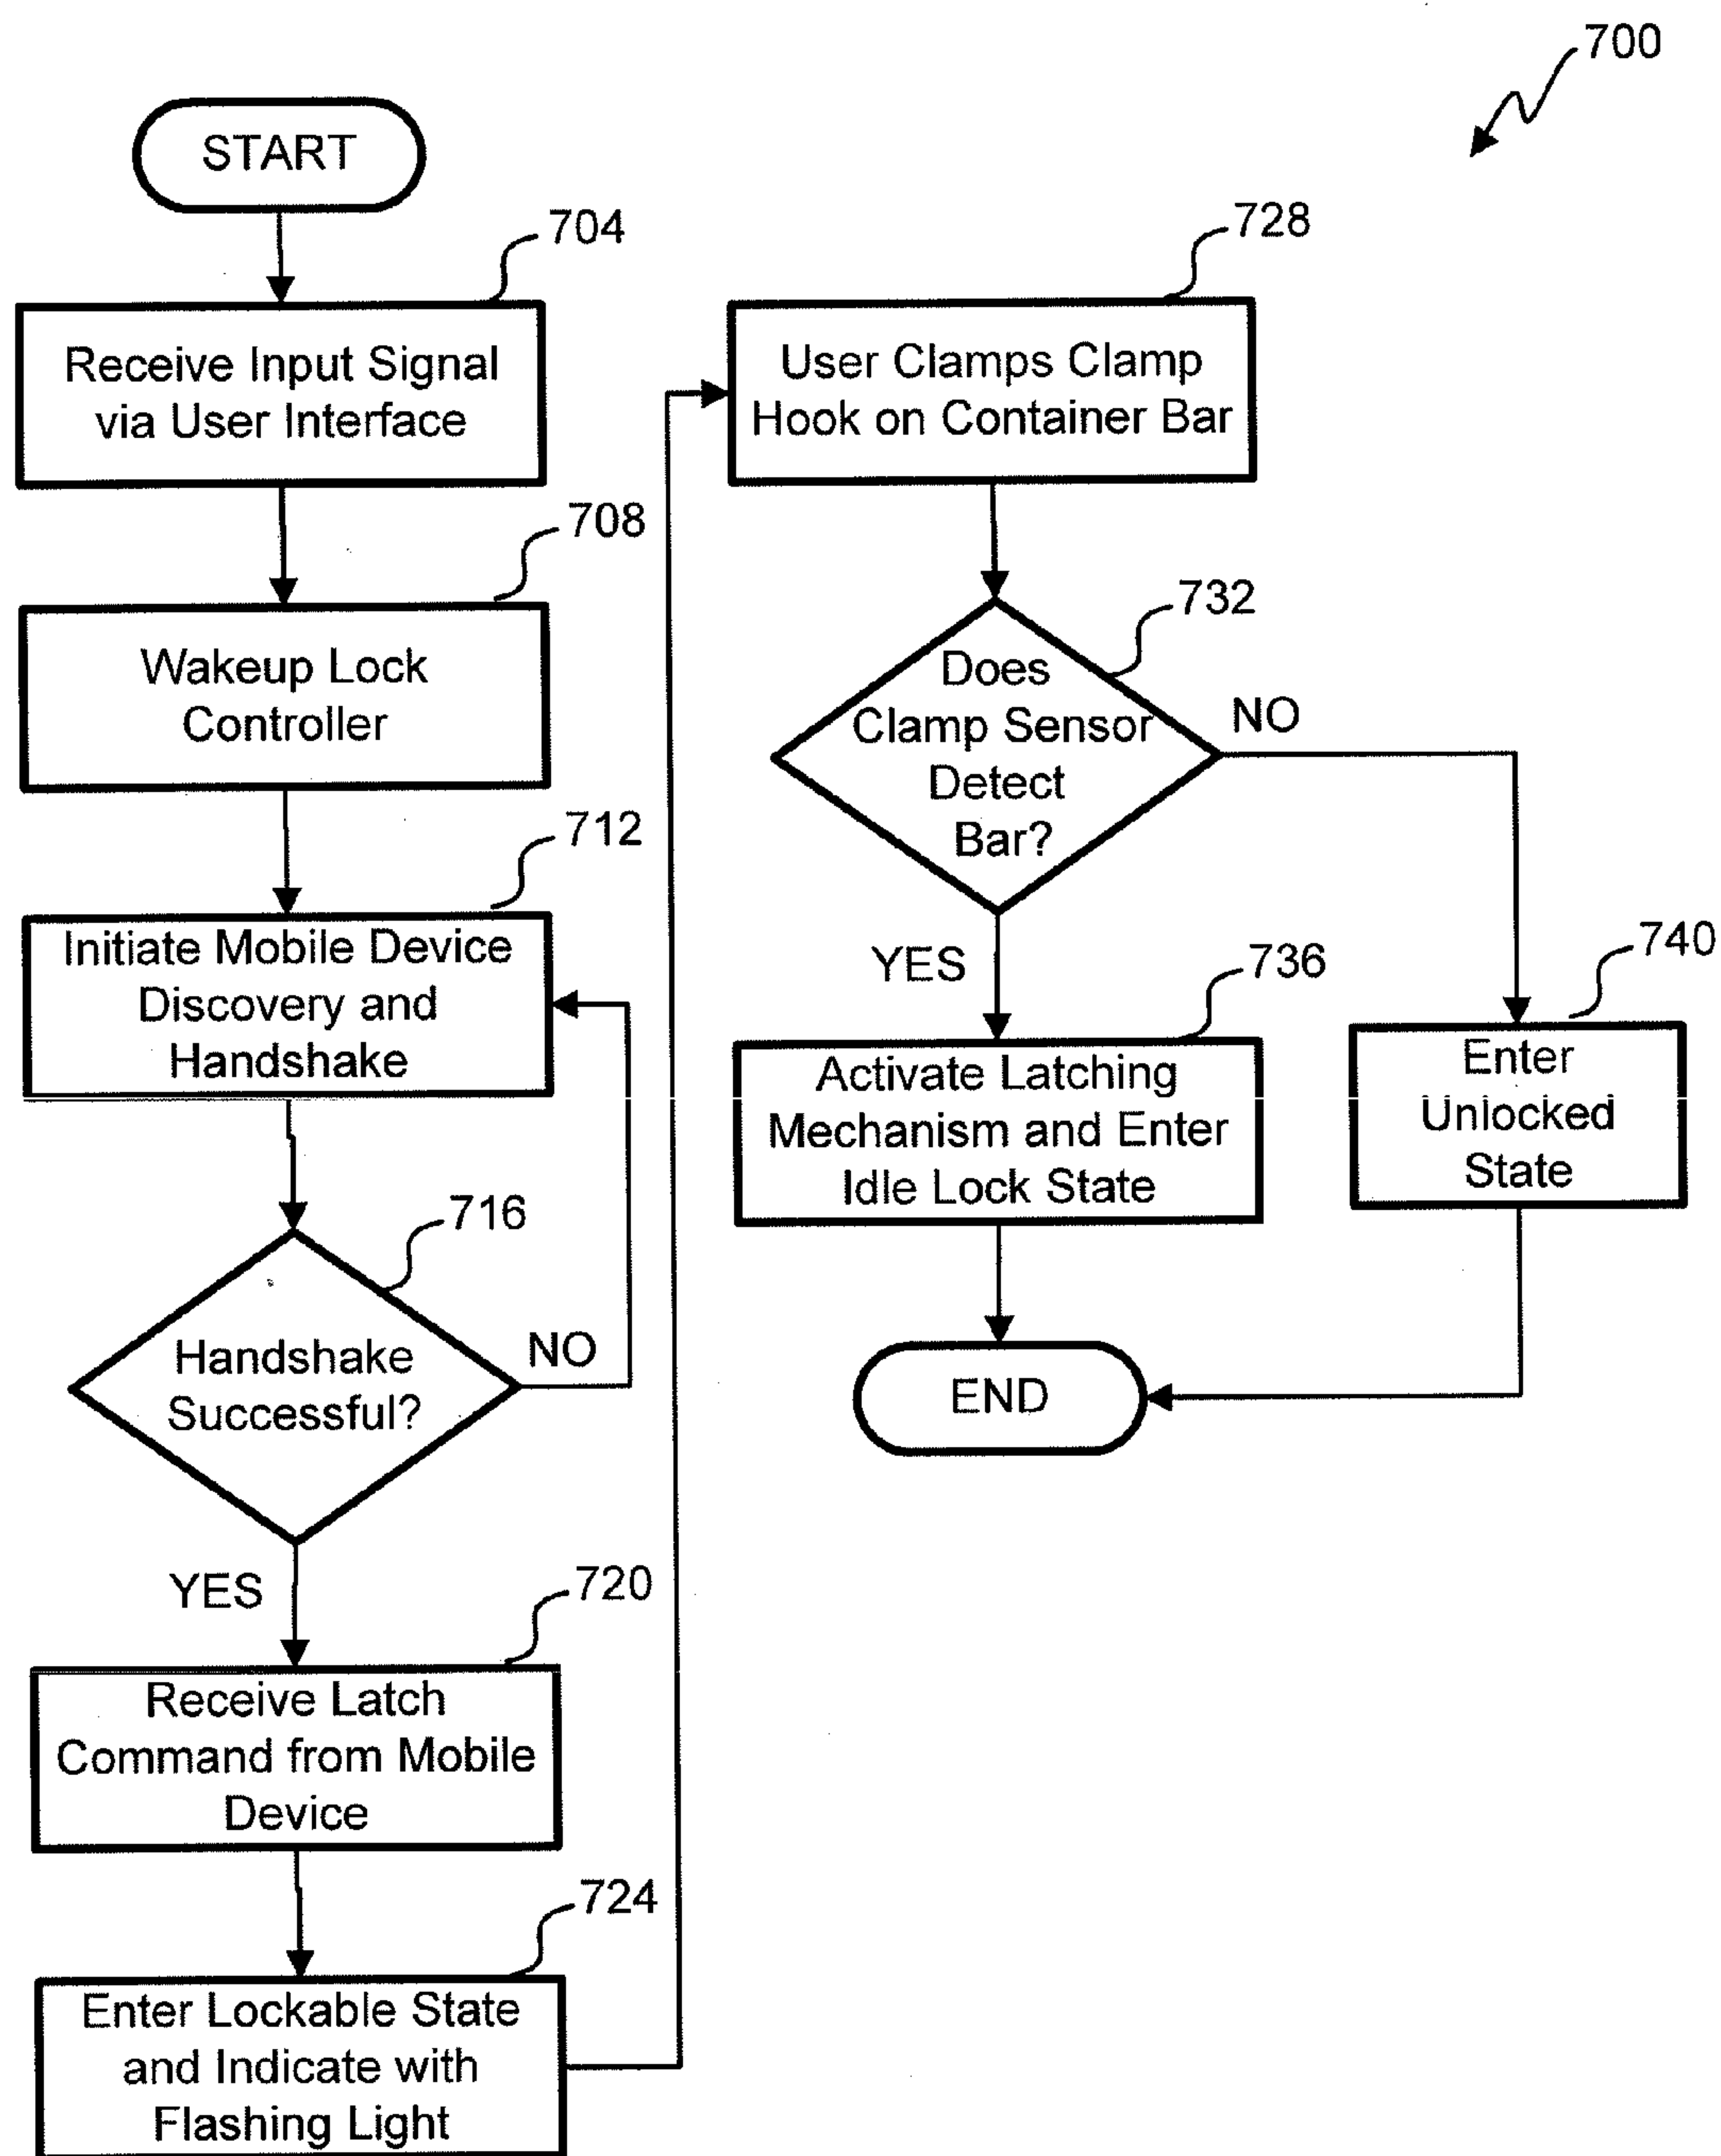 700
START
704
Receive Input Signal
via User Interface
708
Wakeup Lock
Controller
712
Initiate Mobile Device
Discovery and
Handshake
716
Handshake
Successful?
NO
YES
720
Receive Latch
Command from Mobile
Device
724
Enter Lockable State
and Indicate with
Flashing Light
728
User Clamps Clamp
Hook on Container Bar
732
Does
Clamp Sensor
Detect
Bar?
NO
YES
736
Activate Latching
Mechanism and Enter
Idle Lock State
740
Enter
Unlocked
State
END